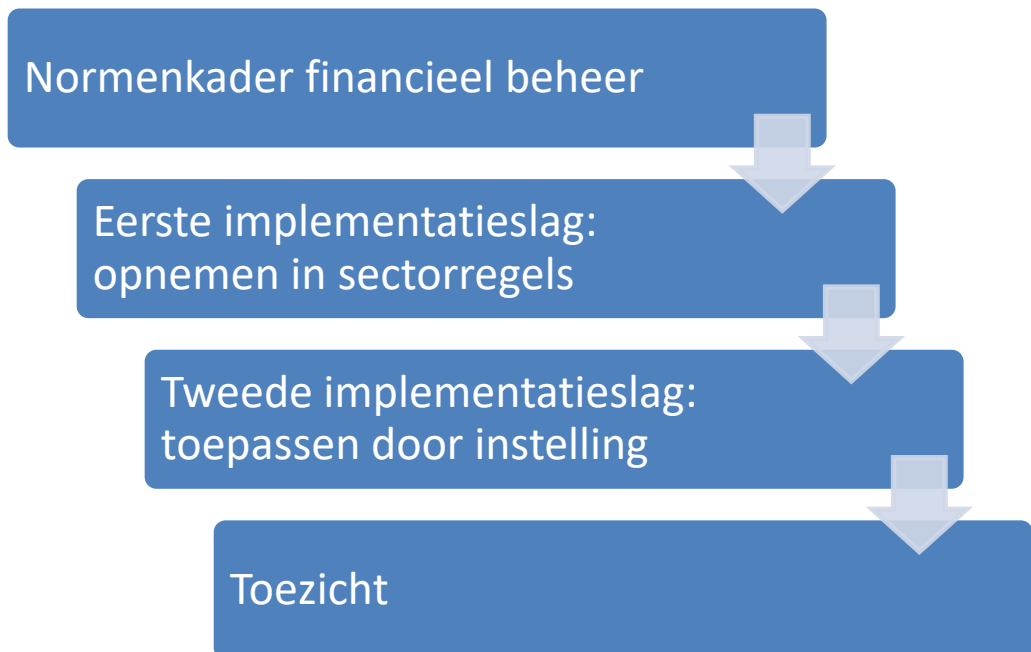 Normenkader financieel beheer
Eerste implementatieslag:
opnemen in sectorregels
Tweede implementatieslag:
toepassen door instelling
Toezicht